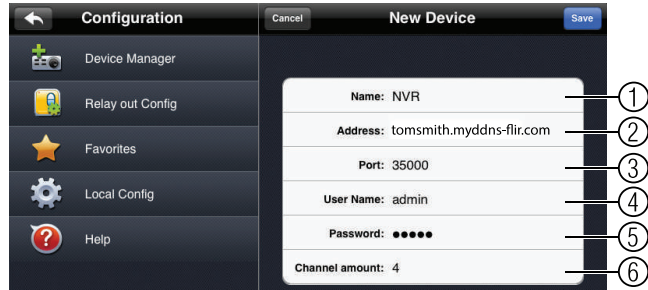 Configuration
Device Manager
Relay out Config
Favorites
Local Config
Help
Cancel
New Device
Save
Name: NVR
Address: tomsmith.myddns-flir.com
Port: 35000
User Name: admin
Password: ●●●●●
Channel amount: 4
1
2
3
4
5
6